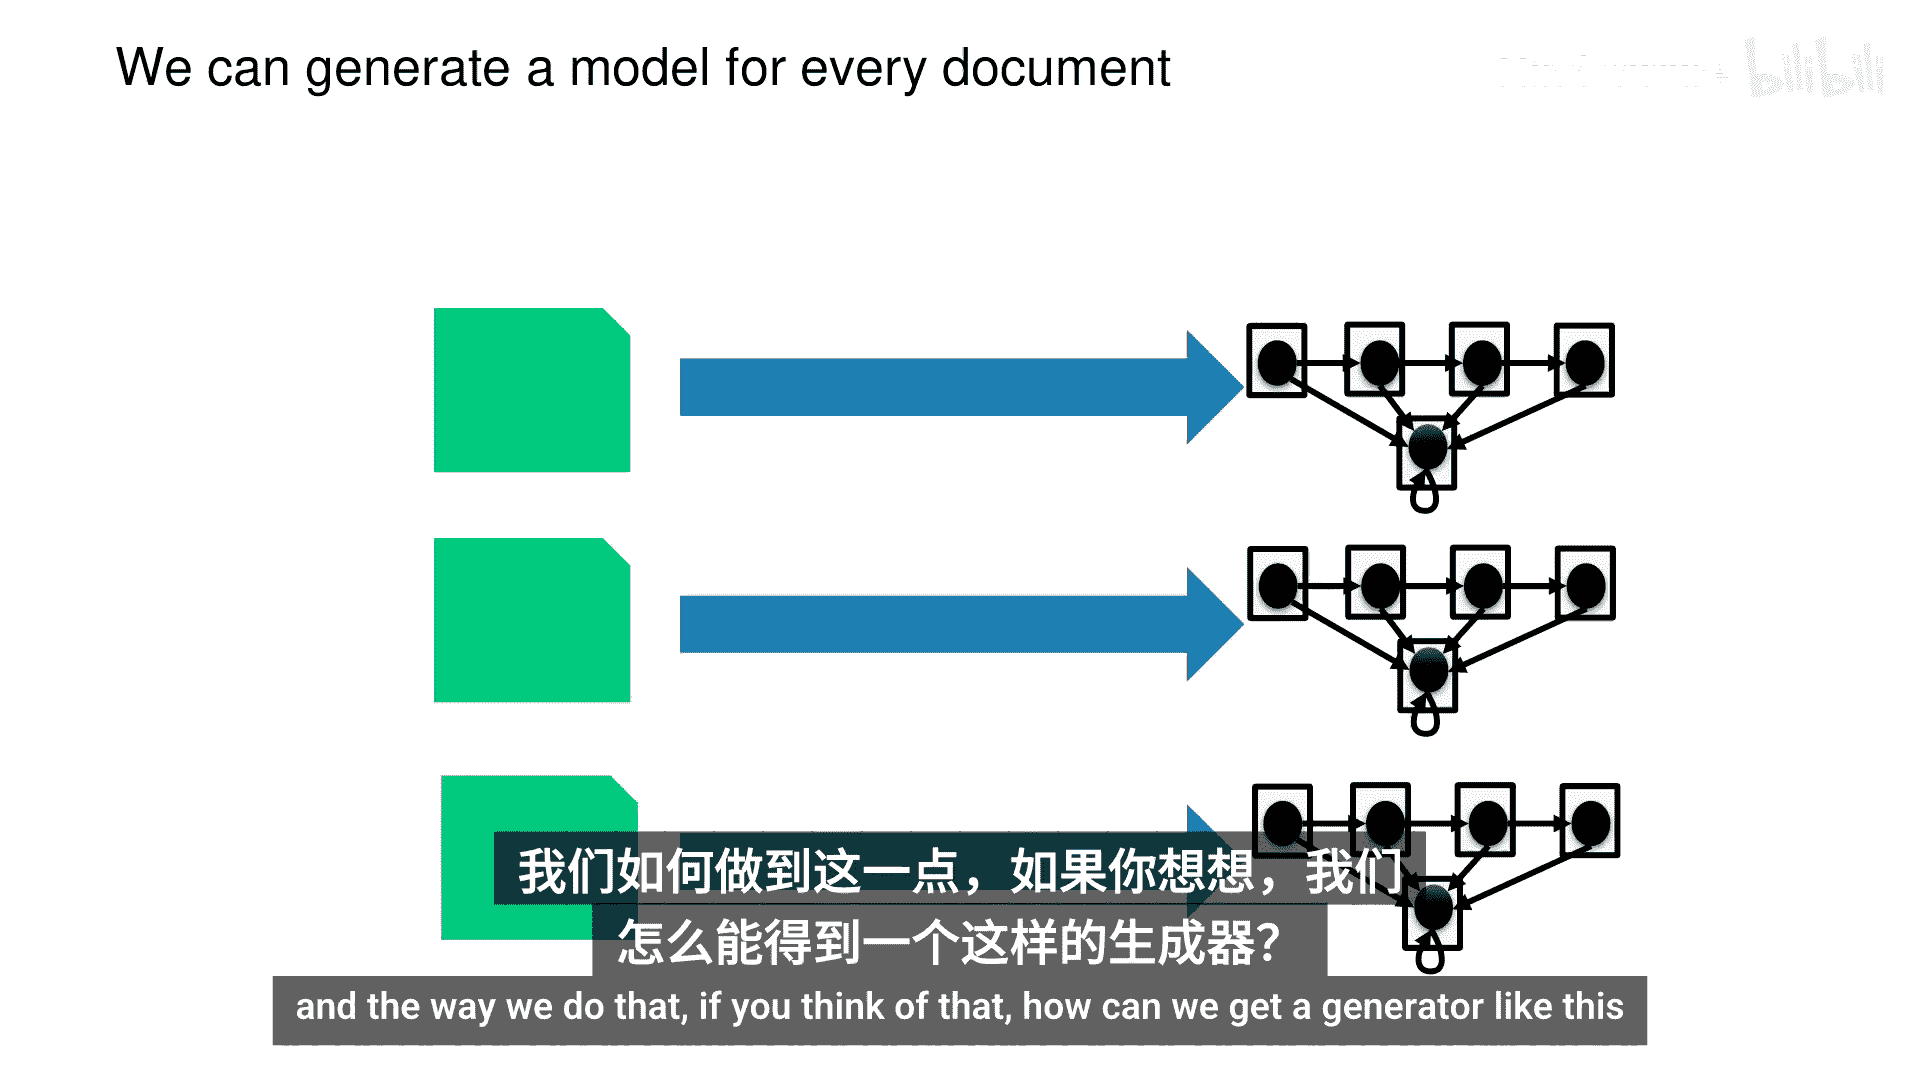 We can generate a model for every document
bilibili
我们如何做到这一点，如果你想想，我们
怎么能得到一个这样的生成器？
and the way we do that, if you think of that, how can we get a generator like this